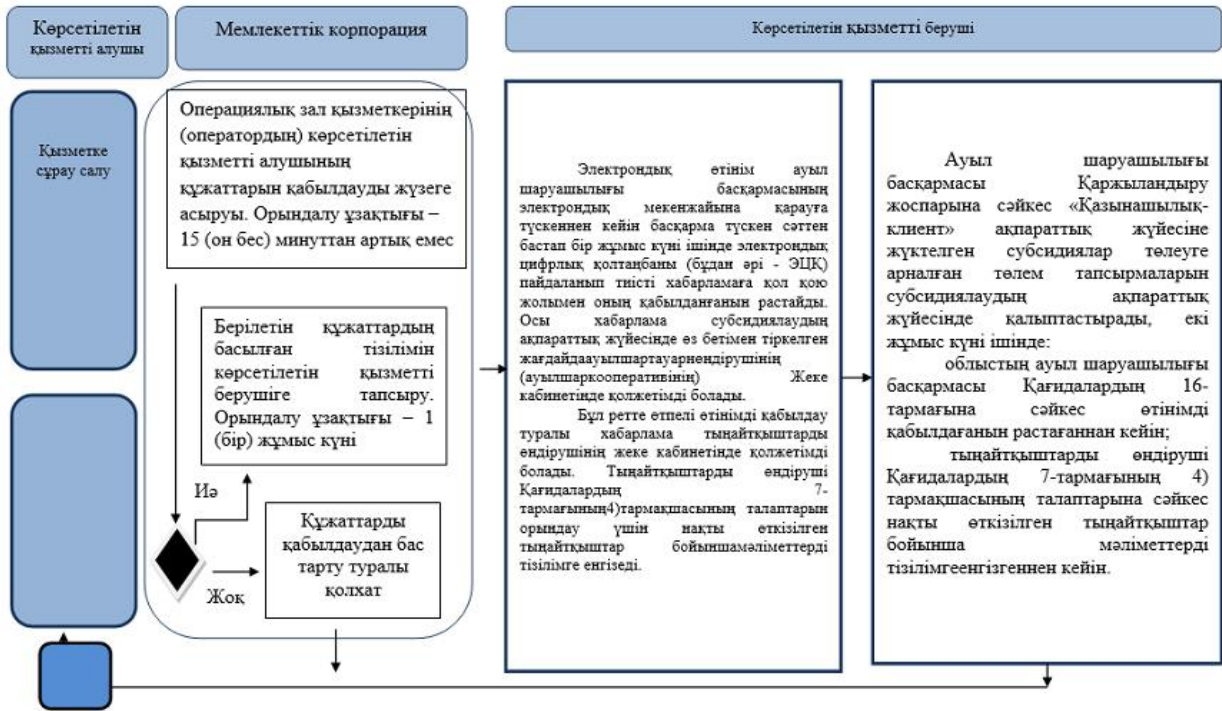 Көрсетілетін
қызметті алушы
Мемлекеттік корпорация
Көрсетілетін қызметті беруші
Қызметке
сұрау салу
Операциялық зал қызметкерінің
(оператордың) көрсетілетін
қызметті алушының
құжаттарын қабылдауды жүзеге
асыруы. Орындалу ұзақтығы –
15 (он бес) минуттан артық емес
Берілетін құжаттардың
басылған тізілімін
көрсетілетін қызметті
берушіге тапсыру.
Орындалу ұзақтығы – 1
(бір) жұмыс күні
Иә
Жоқ
Құжаттарды
қабылдаудан бас
тарту туралы
қолхат
Электрондық өтінім ауыл
шаруашылығы басқармасының
электрондық мекенжайына қарауға
түскеннен кейін басқарма түскен сәттен
бастап бір жұмыс күні ішінде электрондық
цифрлық қолтаңбаны (бұдан әрі - ЭЦҚ)
пайдаланып тиісті хабарламаға қол қою
жолымен оның қабылданғанын растайды.
Осы хабарлама субсидиялаудың
ақпараттық жүйесінде өз бетімен тіркелген
жағдайдаауылшартауарнөндірушінің
(ауылшаркооперативінің) Жеке
кабинетінде қолжетімді болады.
Бұл ретте өтпелі өтінімді қабылдау
туралы хабарлама тыңайтқыштарды
өндірушінің жеке кабинетінде қолжетімді
болады. Тыңайтқыштарды өндіруші
Қағидалардың 7-
тармағының4)тармақшасының талаптарын
орындау үшін нақты өткізілген
тыңайтқыштар бойыншамәліметтерді
тізілімге енгізеді.
Ауыл шаруашылығы
басқармасы Қаржыландыру
жоспарына сәйкес «Қазынашылық-
клиент» ақпараттық жүйесіне
жүктелген субсидиялар төлеуге
арналған төлем тапсырмаларын
субсидиялаудың ақпараттық
жүйесінде қалыптастырады, екі
жұмыс күні ішінде:
облыстың ауыл шаруашылығы
басқармасы Қағидалардың 16-
тармағына сәйкес өтінімді
қабылдағанын растағаннан кейін;
тыңайтқыштарды өндіруші
Қағидалардың 7-тармағының 4)
тармақшасының талаптарына сәйкес
нақты өткізілген тыңайтқыштар
бойынша мәліметтерді
тізілімгеенгізгеннен кейін.